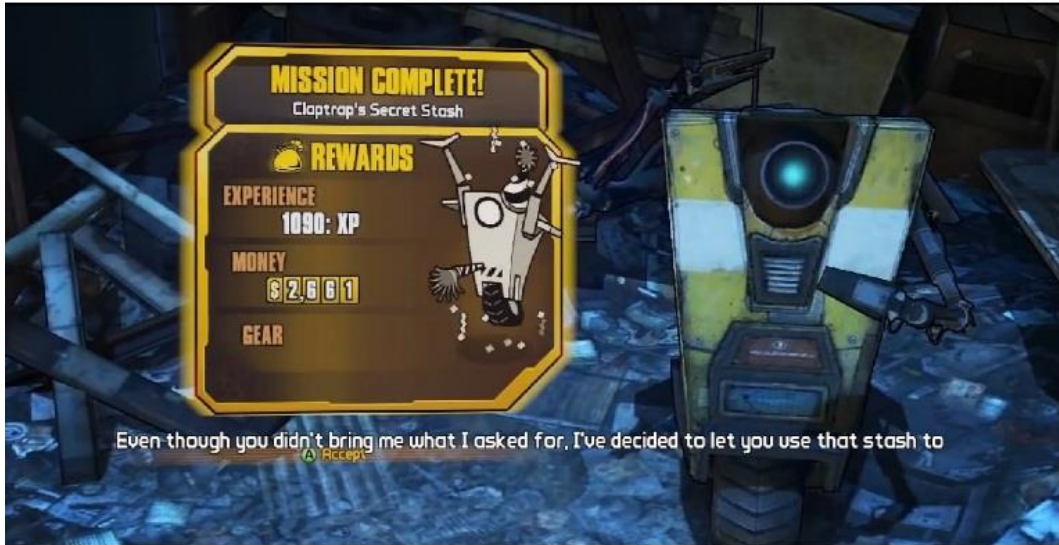 MISSION COMPLETE!
Claptrap's Secret Stash
REWARDS
EXPERIENCE
1090: XP
MONEY
$2,661
GEAR
Even though you didn't bring me what I asked for, I've decided to let you use that stash to
A Accept